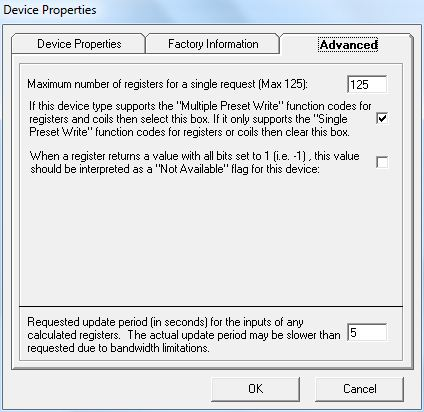 Device Properties
Device Properties
Factory Information
Advanced
Maximum number of registers for a single request (Max 125):
125
If this device type supports the "Multiple Preset Write" function codes for
registers and coils then select this box. If it only supports the "Single
Preset Write" function codes for registers or coils then clear this box.
When a register returns a value with all bits set to 1 (i.e. -1) , this value
should be interpreted as a "Not Available" flag for this device:
Requested update period (in seconds) for the inputs of any
calculated registers.  The actual update period may be slower than
requested due to bandwidth limitations.
5
OK
Cancel